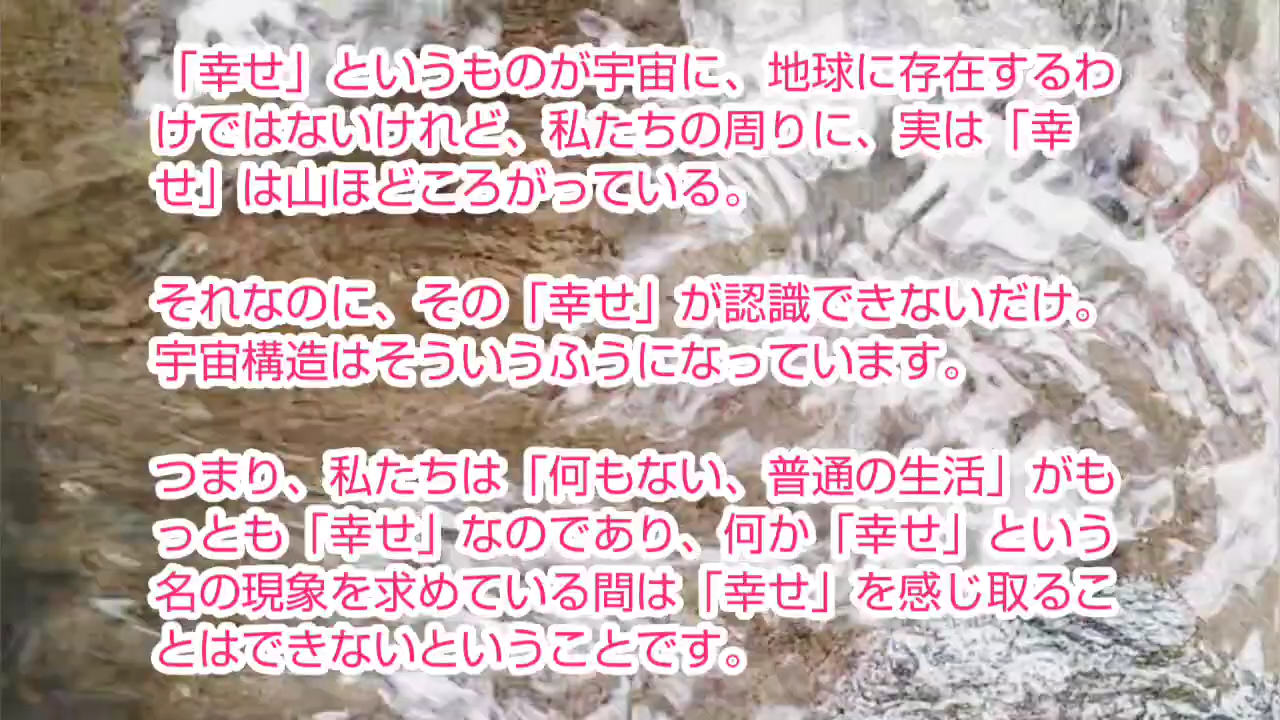 「幸せ」というものが宇宙に、地球に存在するわ
けではないけれど、私たちの周りに、実は「幸
せ」は山ほどころがっている。
それなのに、その「幸せ」が認識できないだけ。
宇宙構造はそういうふうになっています。
つまり、私たちは「何もない、普通の生活」がも
っとも「幸せ」なのであり、何か「幸せ」という
名の現象を求めている間は「幸せ」を感じ取るこ
とはできないということです。